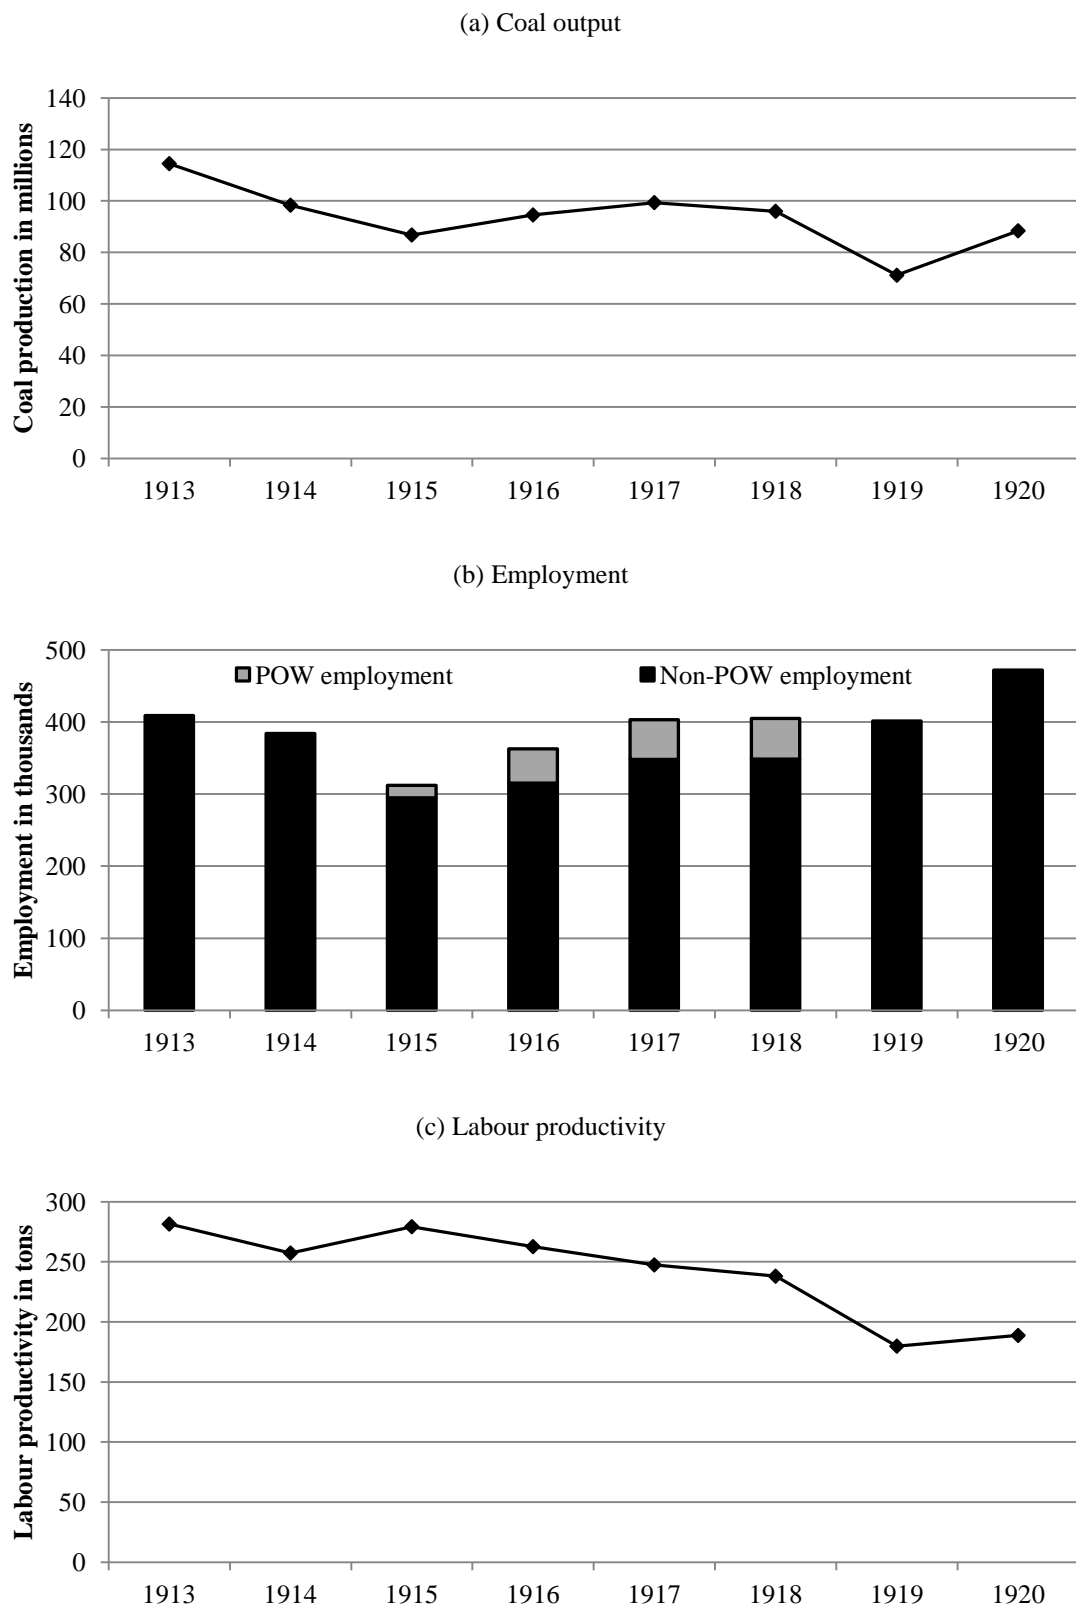 (a) Coal output
Coal production in millions
140
120
100
80
60
40
20
0
1913 1914 1915 1916 1917 1918 1919 1920
(b) Employment
Employment in thousands
500
400
300
200
100
0
POW employment Non-POW employment
1913 1914 1915 1916 1917 1918 1919 1920
(c) Labour productivity
Labour productivity in tons
300
250
200
150
100
50
0
1913 1914 1915 1916 1917 1918 1919 1920